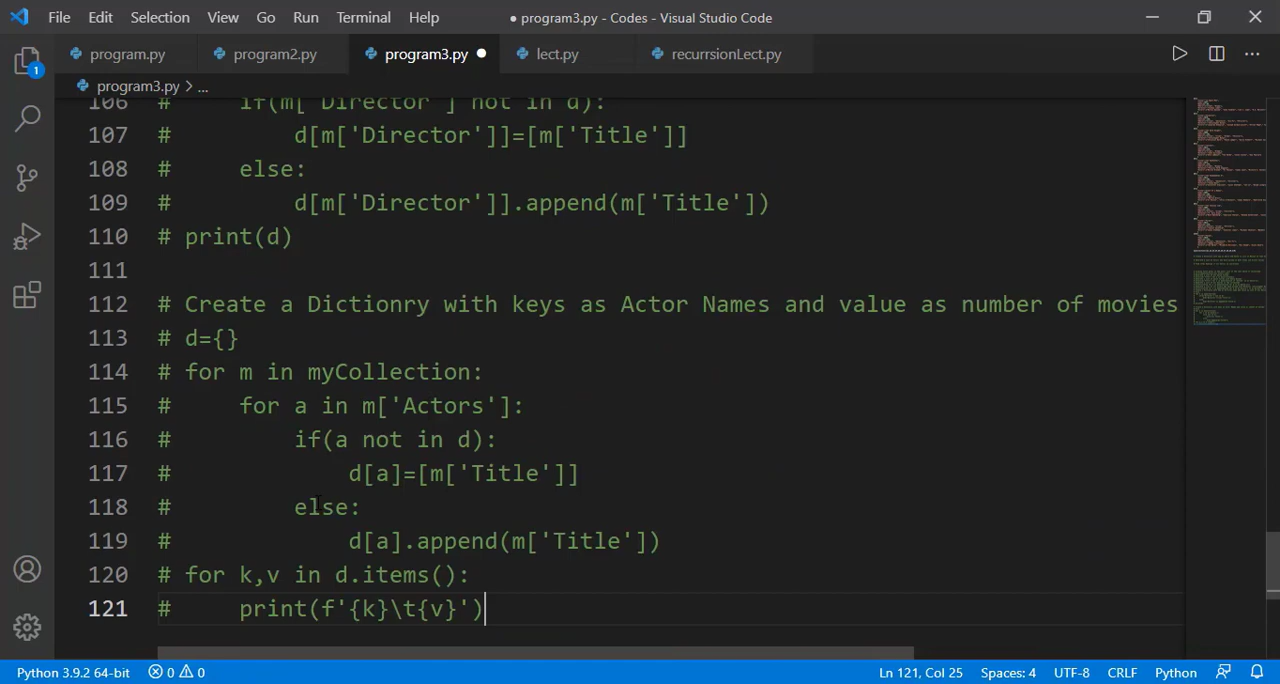 File Edit Selection View Go Run Terminal Help ● program3.py - Codes - Visual Studio Code
program.py program2.py program3.py lect.py recurrsionLect.py
1
program3.py > ...
106 # if(m['Director'] not in d):
107 # d[m['Director']]=[m['Title']]
108 # else:
109 # d[m['Director']].append(m['Title'])
110 # print(d)
111
112 # Create a Dictionry with keys as Actor Names and value as number of movies
113 # d={}
114 # for m in myCollection:
115 # for a in m['Actors']:
116 # if(a not in d):
117 # d[a]=[m['Title']]
118 # else:
119 # d[a].append(m['Title'])
120 # for k,v in d.items():
121 # print(f'{k}\t{v}')
Python 3.9.2 64-bit 0 0 Ln 121, Col 25 Spaces: 4 UTF-8 CRLF Python